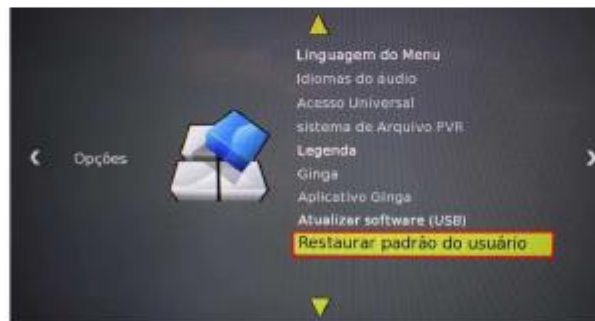 Opções
Linguagem do Menu
Idiomas do áudio
Acesso Universal
sistema de Arquivo PVR
Legenda
Ginga
Aplicativo Ginga
Atualizar software (USB)
Restaurar padrão do usuário